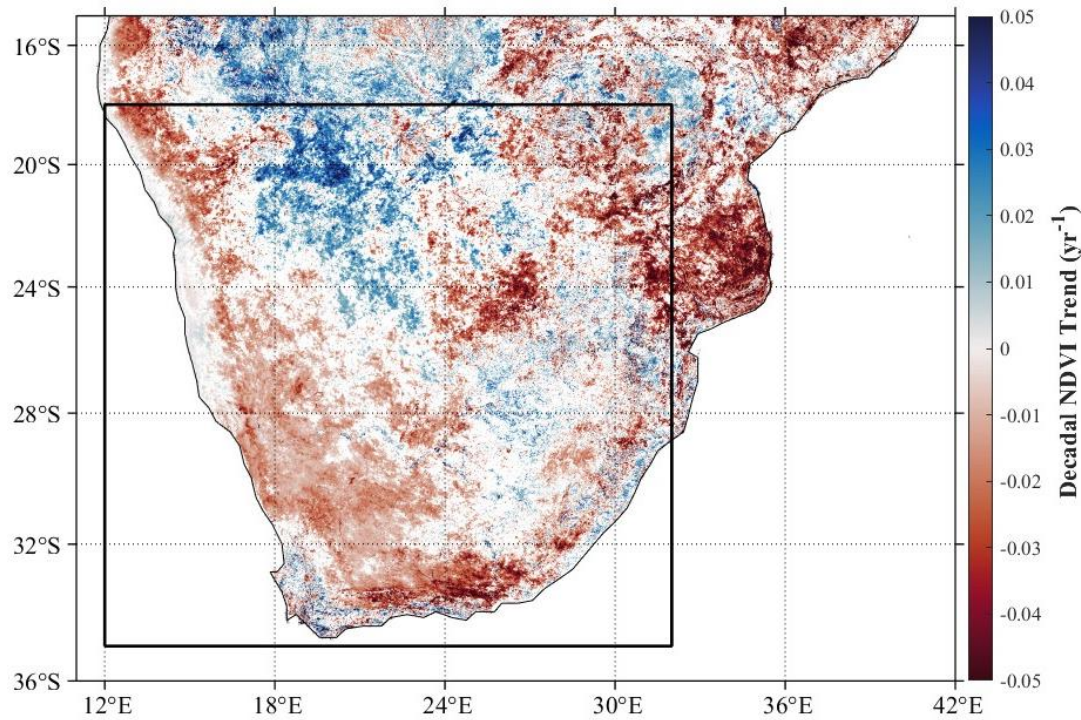 16°S
20°S
24°S
28°S
32°S
36°S
12°E
18°E
24°E
30°E
36°E
42°E
0.05
0.04
0.03
0.02
0.01
0
-0.01
-0.02
-0.03
-0.04
-0.05
Decadal NDVI Trend (yr⁻¹)